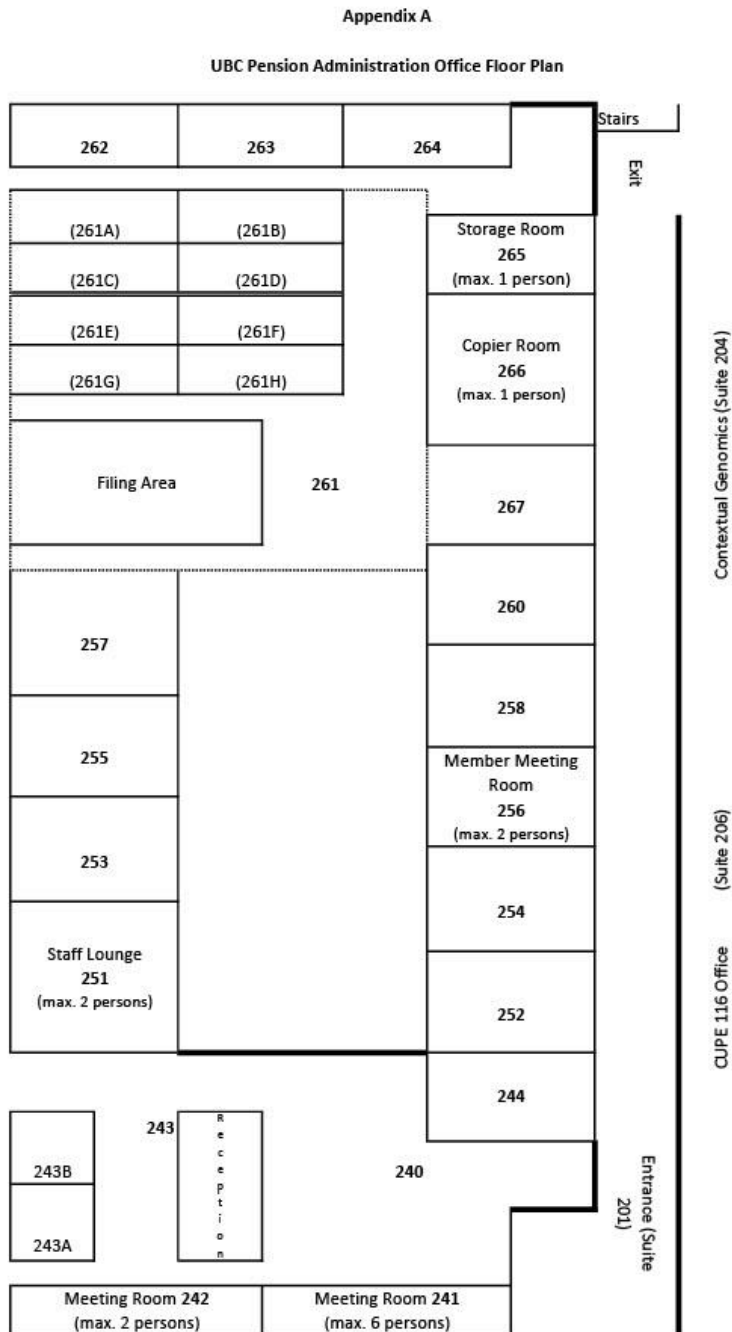 Appendix A
UBC Pension Administration Office Floor Plan
Stairs
262
263
264
Exit
(261A)
(261B)
Storage Room
265
(max. 1 person)
(261C)
(261D)
(261E)
(261F)
Copier Room
266
(max. 1 person)
(261G)
(261H)
Contextual Genomics (Suite 204)
Filing Area
261
267
260
257
258
255
Member Meeting
Room
256
(max. 2 persons)
(Suite 206)
253
254
Staff Lounge
251
(max. 2 persons)
252
CUPE 116 Office
244
243
Reception
240
243B
243A
Entrance (Suite
201)
Meeting Room 242
(max. 2 persons)
Meeting Room 241
(max. 6 persons)